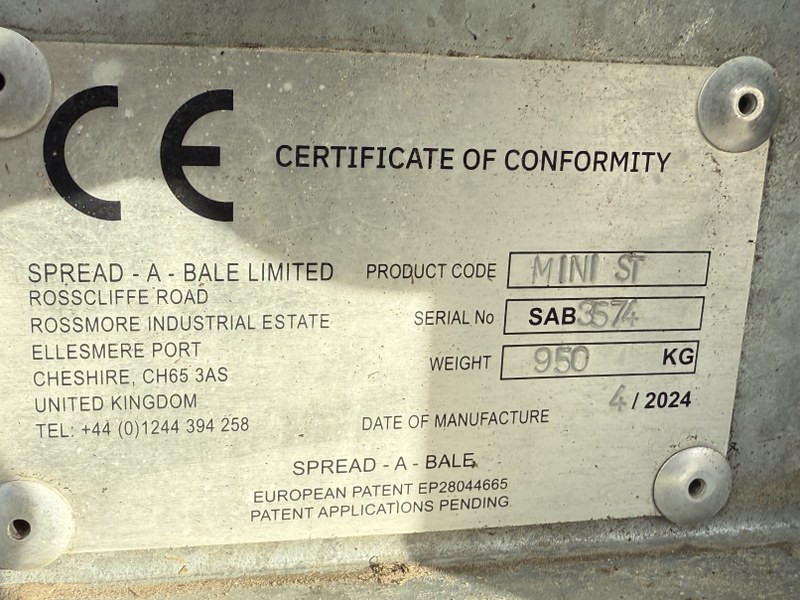 CE
CERTIFICATE OF CONFORMITY
SPREAD - A - BALE LIMITED
ROSSCLIFFE ROAD
ROSSMORE INDUSTRIAL ESTATE
ELLESMERE PORT
CHESHIRE, CH65 3AS
UNITED KINGDOM
TEL: +44 (0)1244 394 258
PRODUCT CODE MINI ST
SERIAL No SAB3574
WEIGHT 950 KG
DATE OF MANUFACTURE 4 / 2024
SPREAD - A - BALE
EUROPEAN PATENT EP28044665
PATENT APPLICATIONS PENDING